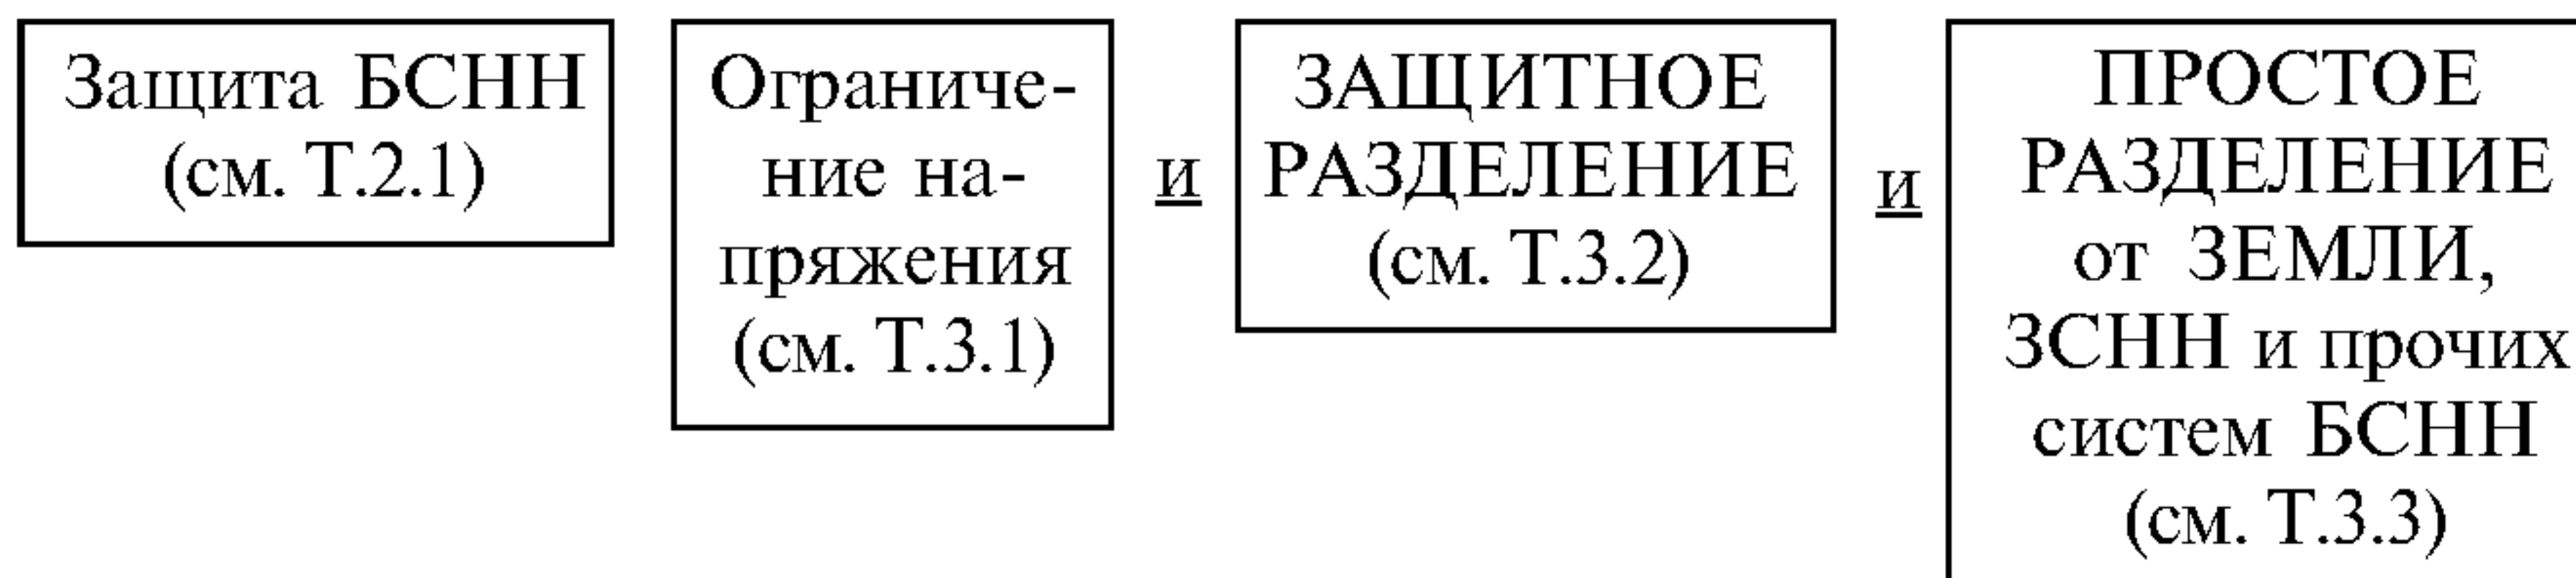 Защита БСНН
(см. Т.2.1)
Ограниче-
ние на-
пряжения
(см. Т.3.1)
и
ЗАЩИТНОЕ
РАЗДЕЛЕНИЕ
(см. Т.3.2)
и
ПРОСТОЕ
РАЗДЕЛЕНИЕ
от ЗЕМЛИ,
ЗСНН и прочих
систем БСНН
(см. Т.3.3)